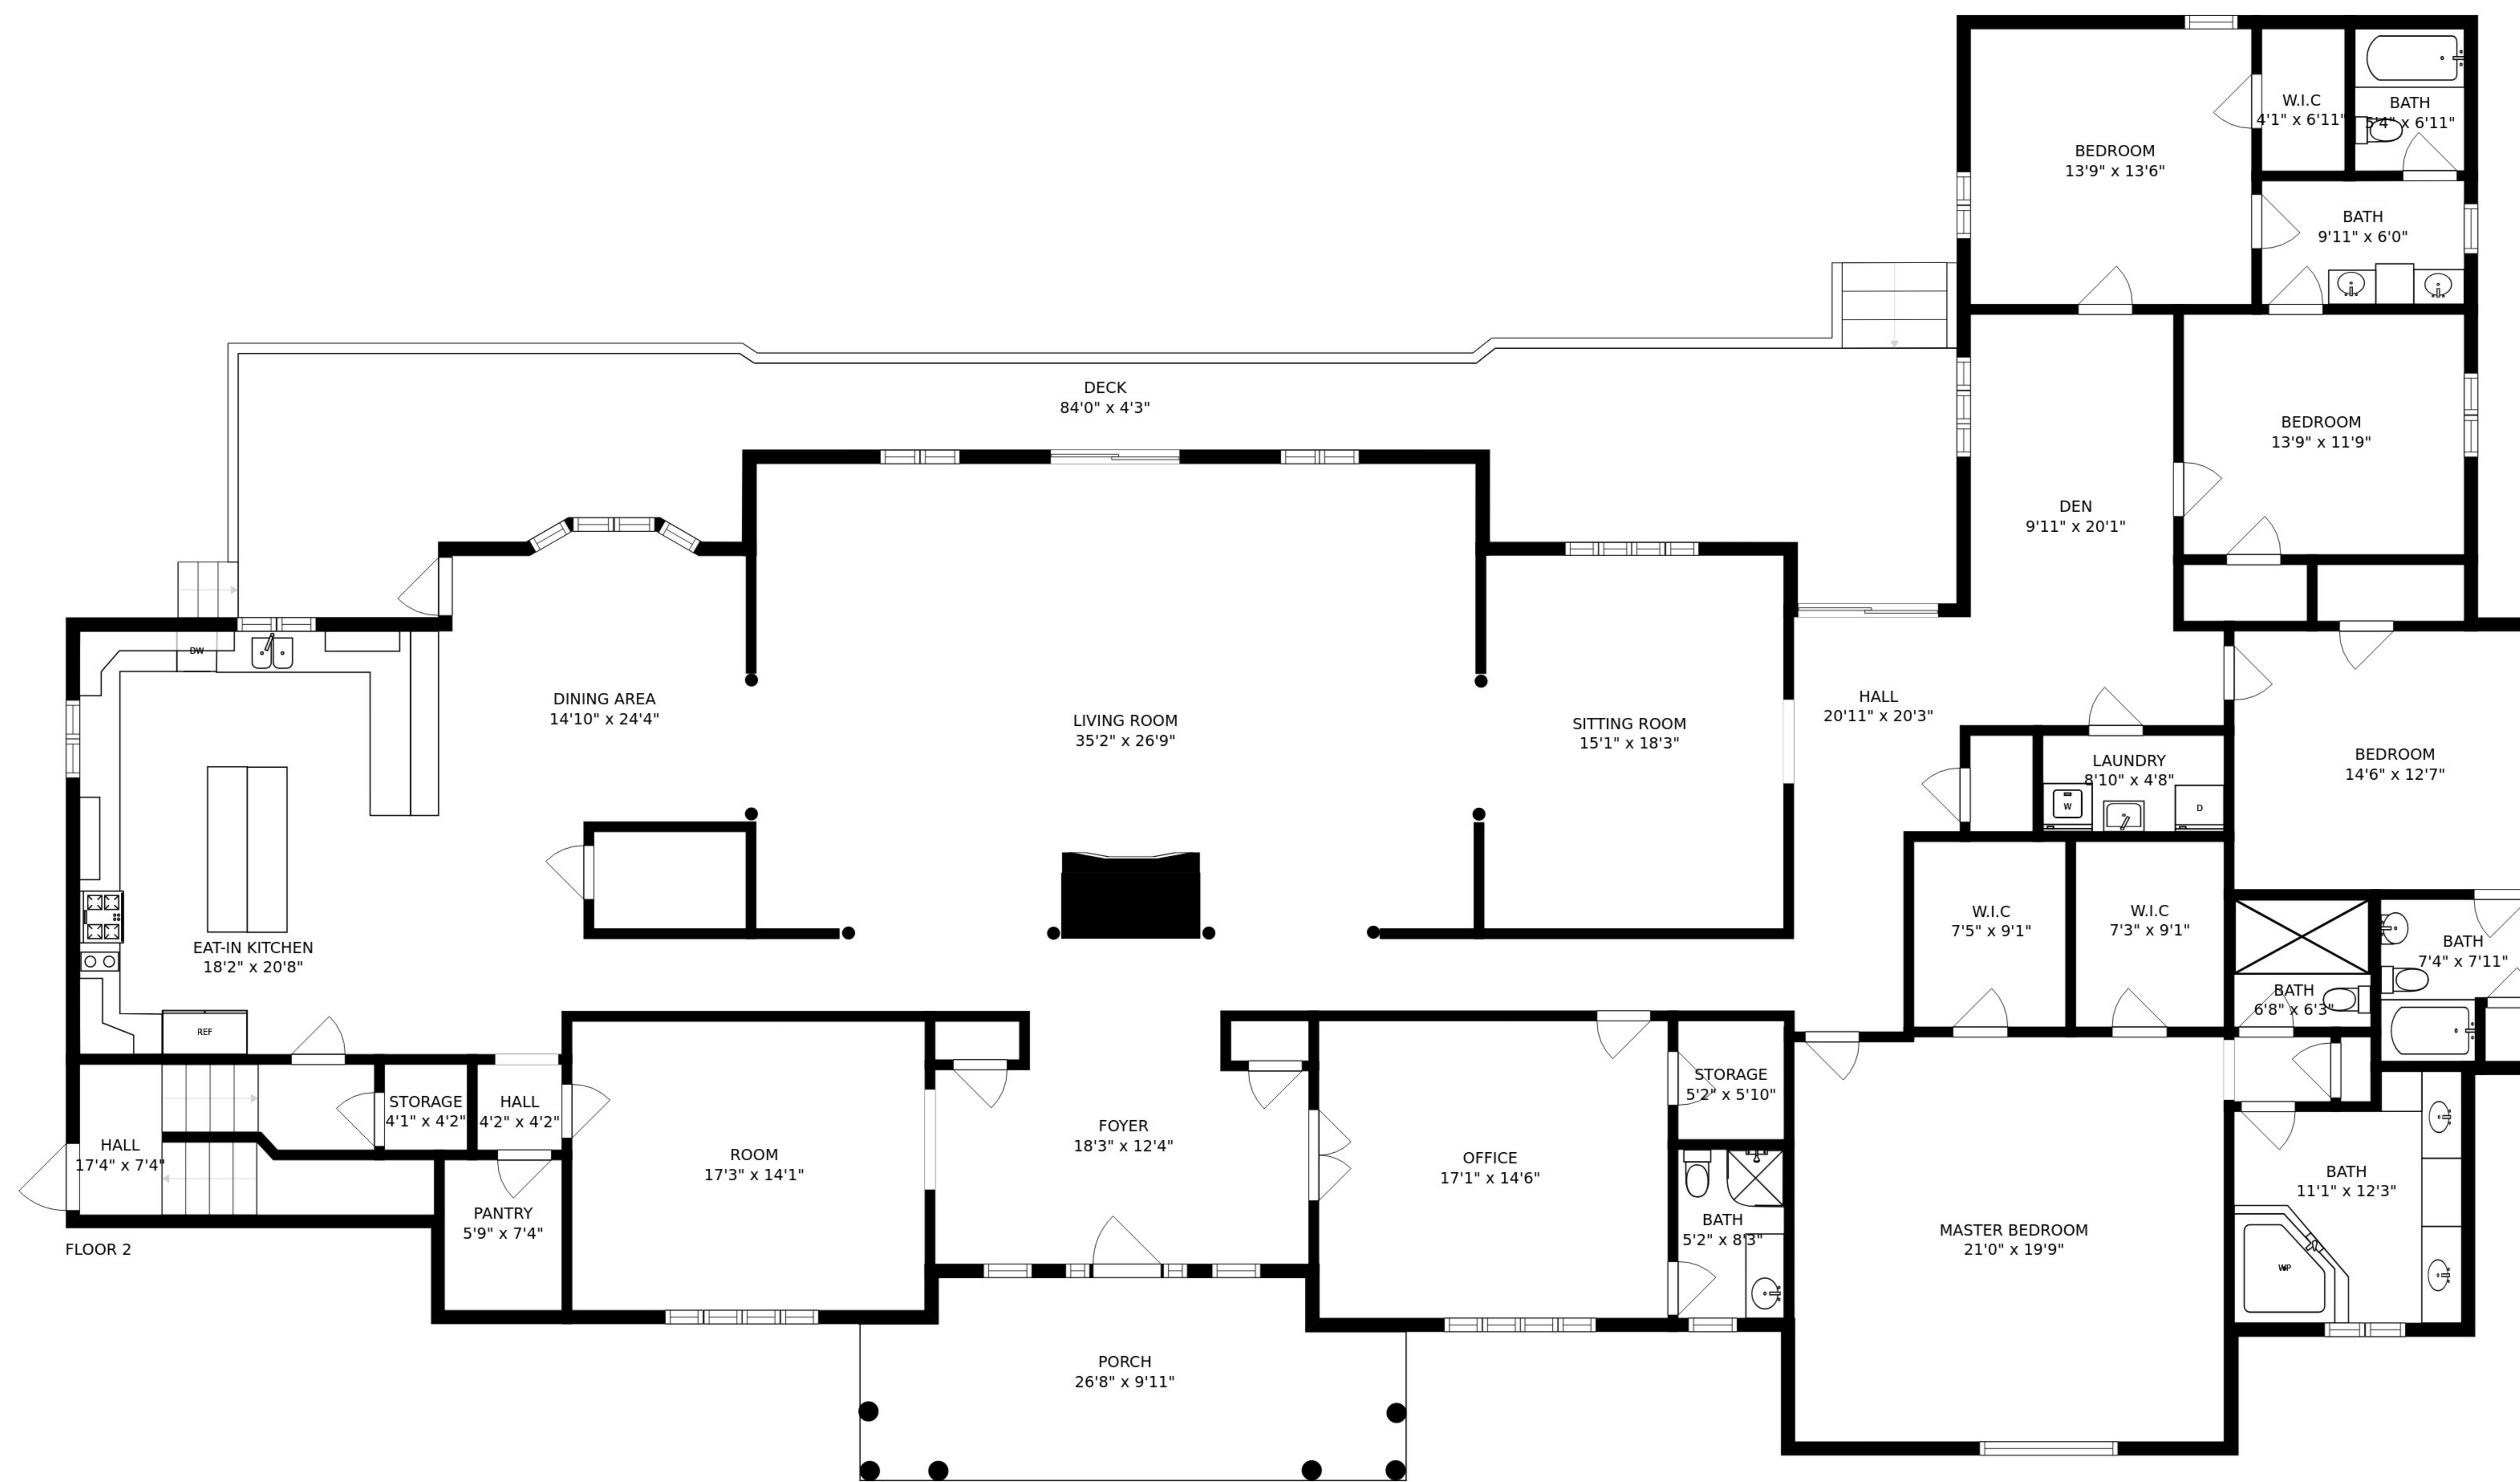 W.I.C
4'1" x 6'11"
BATH
5'4" x 6'11"
BEDROOM
13'9" x 13'6"
BATH
9'11" x 6'0"
DECK
84'0" x 4'3"
BEDROOM
13'9" x 11'9"
DEN
9'11" x 20'1"
DW
DINING AREA
14'10" x 24'4"
LIVING ROOM
35'2" x 26'9"
SITTING ROOM
15'1" x 18'3"
HALL
20'11" x 20'3"
LAUNDRY
8'10" x 4'8"
W
D
BEDROOM
14'6" x 12'7"
EAT-IN KITCHEN
18'2" x 20'8"
REF
W.I.C
7'5" x 9'1"
W.I.C
7'3" x 9'1"
BATH
6'8" x 6'3"
BATH
7'4" x 7'11"
HALL
17'4" x 7'4"
STORAGE
4'1" x 4'2"
HALL
4'2" x 4'2"
PANTRY
5'9" x 7'4"
ROOM
17'3" x 14'1"
FOYER
18'3" x 12'4"
OFFICE
17'1" x 14'6"
STORAGE
5'2" x 5'10"
BATH
5'2" x 8'3"
MASTER BEDROOM
21'0" x 19'9"
BATH
11'1" x 12'3"
WP
FLOOR 2
PORCH
26'8" x 9'11"